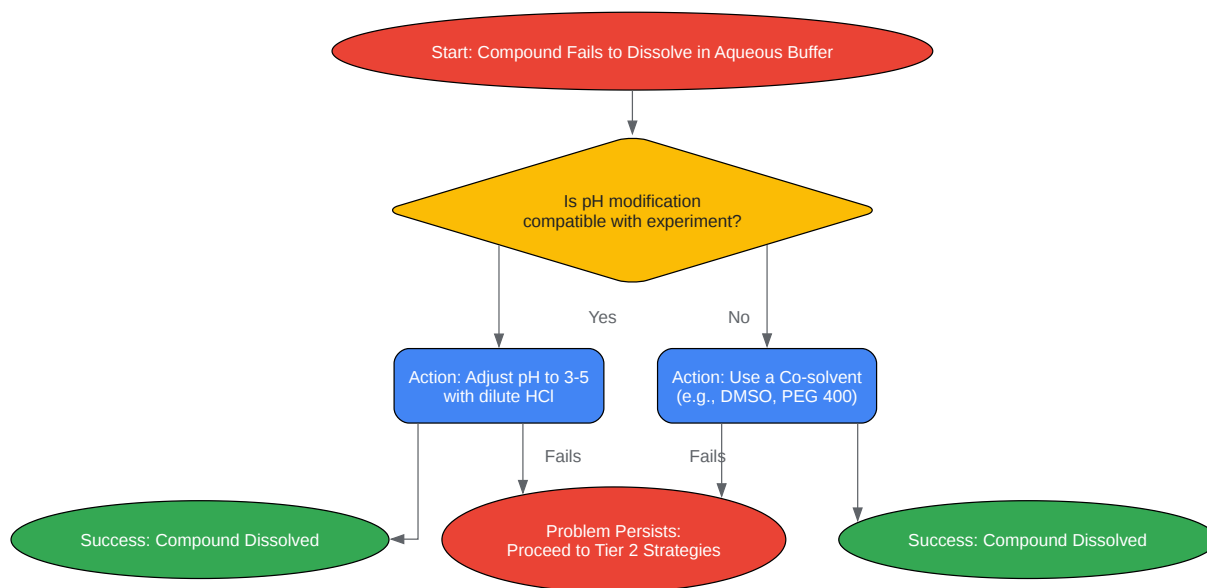 Start: Compound Fails to Dissolve in Aqueous Buffer
Is pH modification
compatible with experiment?
Yes
No
Action: Adjust pH to 3-5
with dilute HCl
Action: Use a Co-solvent
(e.g., DMSO, PEG 400)
Fails
Fails
Success: Compound Dissolved
Problem Persists:
Proceed to Tier 2 Strategies
Success: Compound Dissolved